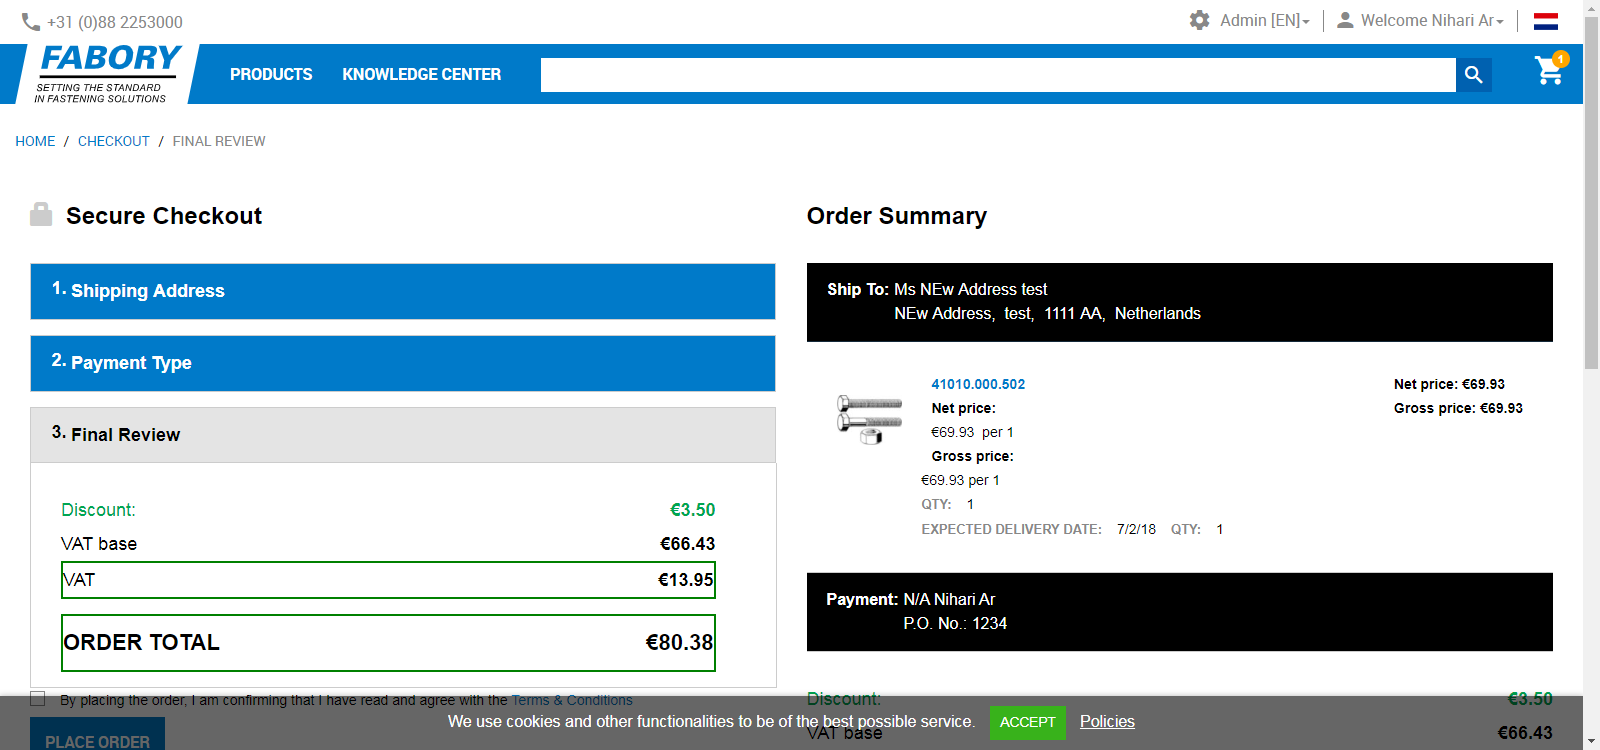 +31 (0)88 2253000
Admin [EN]
Welcome Nihari Ar
FABORY
SETTING THE STANDARD
IN FASTENING SOLUTIONS
PRODUCTS
KNOWLEDGE CENTER
1
HOME / CHECKOUT / FINAL REVIEW
Secure Checkout
1. Shipping Address
2. Payment Type
3. Final Review
Discount: €3.50
VAT base €66.43
VAT €13.95
ORDER TOTAL €80.38
By placing the order, I am confirming that I have read and agree with the Terms & Conditions
PLACE ORDER
Order Summary
Ship To: Ms NEw Address test
NEw Address, test, 1111 AA, Netherlands
41010.000.502
Net price:
€69.93 per 1
Gross price:
€69.93 per 1
QTY: 1
EXPECTED DELIVERY DATE: 7/2/18 QTY: 1
Net price: €69.93
Gross price: €69.93
Payment: N/A Nihari Ar
P.O. No.: 1234
Discount: €3.50
VAT base €66.43
We use cookies and other functionalities to be of the best possible service. ACCEPT Policies